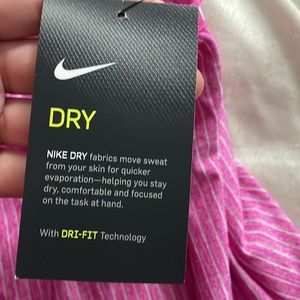 DRY
NIKE DRY fabrics move sweat
from your skin for quicker
evaporation—helping you stay
dry, comfortable and focused
on the task at hand.
With DRI-FIT Technology